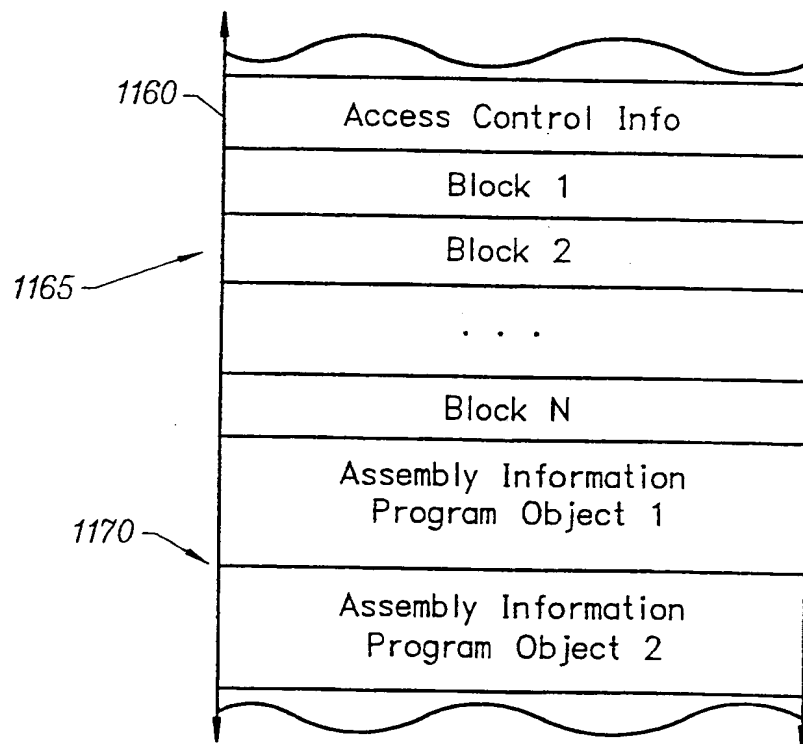 1160
Access Control Info
Block 1
Block 2
1165
. . .
Block N
Assembly Information
Program Object 1
1170
Assembly Information
Program Object 2